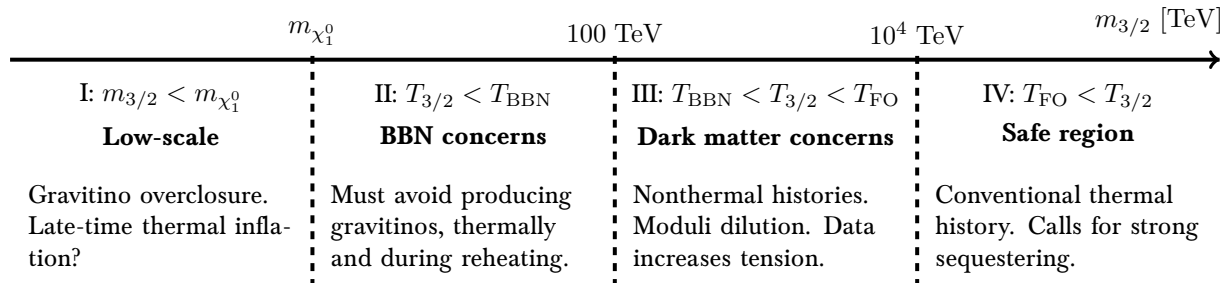 m_{χ_1^0} 100 TeV 10^4 TeV m_{3/2} [TeV]
I: m_{3/2} < m_{χ_1^0}
Low-scale
Gravitino overclosure.
Late-time thermal infla-
tion?
II: T_{3/2} < T_{BBN}
BBN concerns
Must avoid producing
gravitinos, thermally
and during reheating.
III: T_{BBN} < T_{3/2} < T_{FO}
Dark matter concerns
Nonthermal histories.
Moduli dilution. Data
increases tension.
IV: T_{FO} < T_{3/2}
Safe region
Conventional thermal
history. Calls for strong
sequestering.